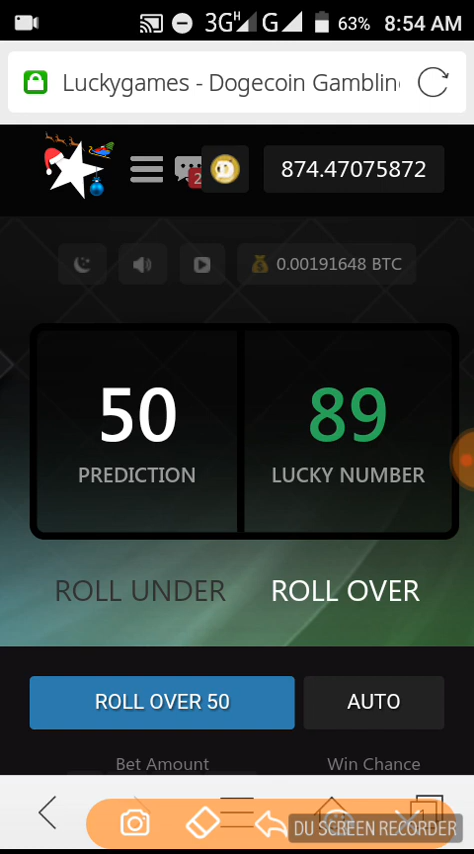 3G H G 63% 8:54 AM
Luckygames - Dogecoin Gambling
2 874.47075872
0.00191648 BTC
50 89
PREDICTION LUCKY NUMBER
ROLL UNDER ROLL OVER
ROLL OVER 50 AUTO
Bet Amount Win Chance
DU SCREEN RECORDER